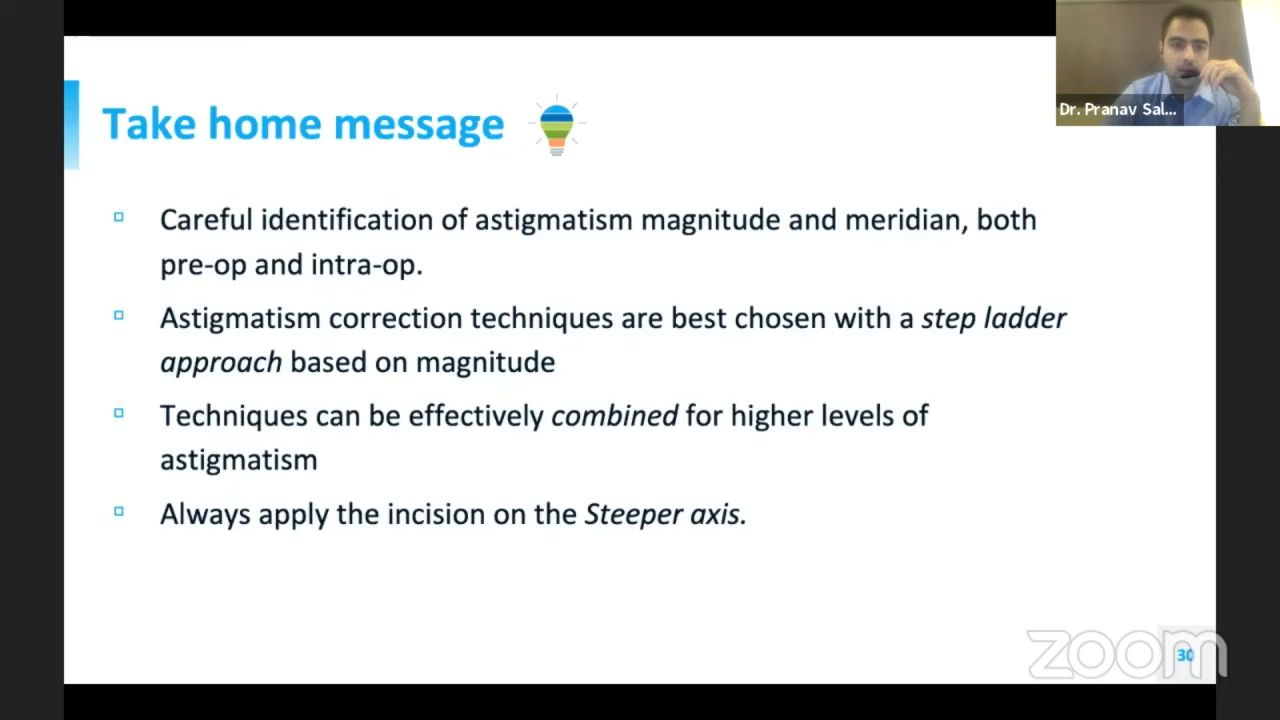 Dr. Pranav Sal...
Take home message
Careful identification of astigmatism magnitude and meridian, both
pre-op and intra-op.
Astigmatism correction techniques are best chosen with a step ladder
approach based on magnitude
Techniques can be effectively combined for higher levels of
astigmatism
Always apply the incision on the Steeper axis.
zoom
30